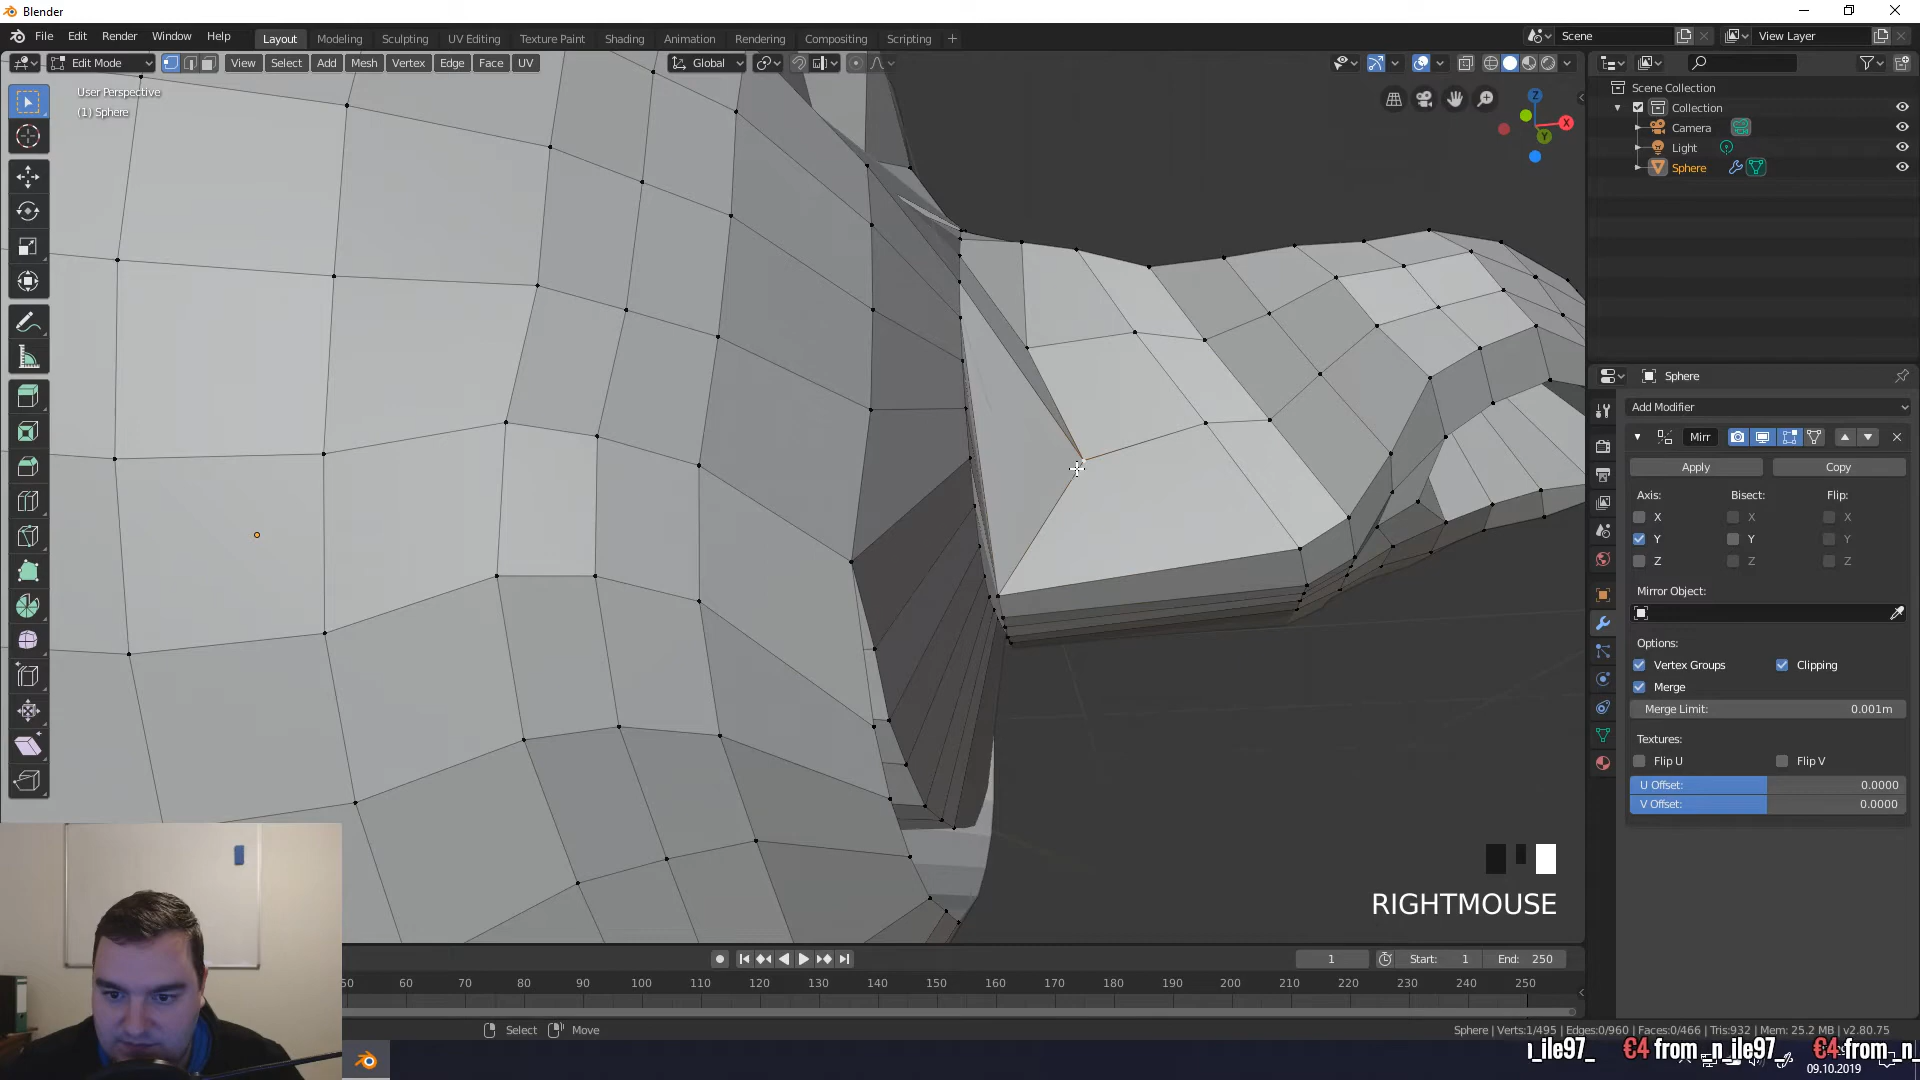 Blender
File Edit Render Window Help
Layout Modeling Sculpting UV Editing Texture Paint Shading Animation Rendering Compositing Scripting +
Scene
View Layer
Edit Mode
View Select Add Mesh Vertex Edge Face UV
Global
User Perspective
(1) Sphere
Z
X
Y
Scene Collection
Collection
Camera
Light
Sphere
Sphere
Add Modifier
Mirr
Apply Copy
Axis: Bisect: Flip:
X X X
Y Y Y
Z Z Z
Mirror Object:
Options:
Vertex Groups Clipping
Merge
Merge Limit: 0.001m
Textures:
Flip U Flip V
U Offset: 0.0000
V Offset: 0.0000
RIGHTMOUSE
1 Start: 1 End: 250
50 60 70 80 90 100 110 120 130 140 150 160 170 180 190 200 210 220 230 240 250
Select Move
Sphere | Verts:1/495 | Edges:0/960 | Faces:0/466 | Tris:932 | Mem: 25.2 MB | v2.80.75
_ile97_ €4 from _n_ile97_ €4 from _n_
09.10.2019